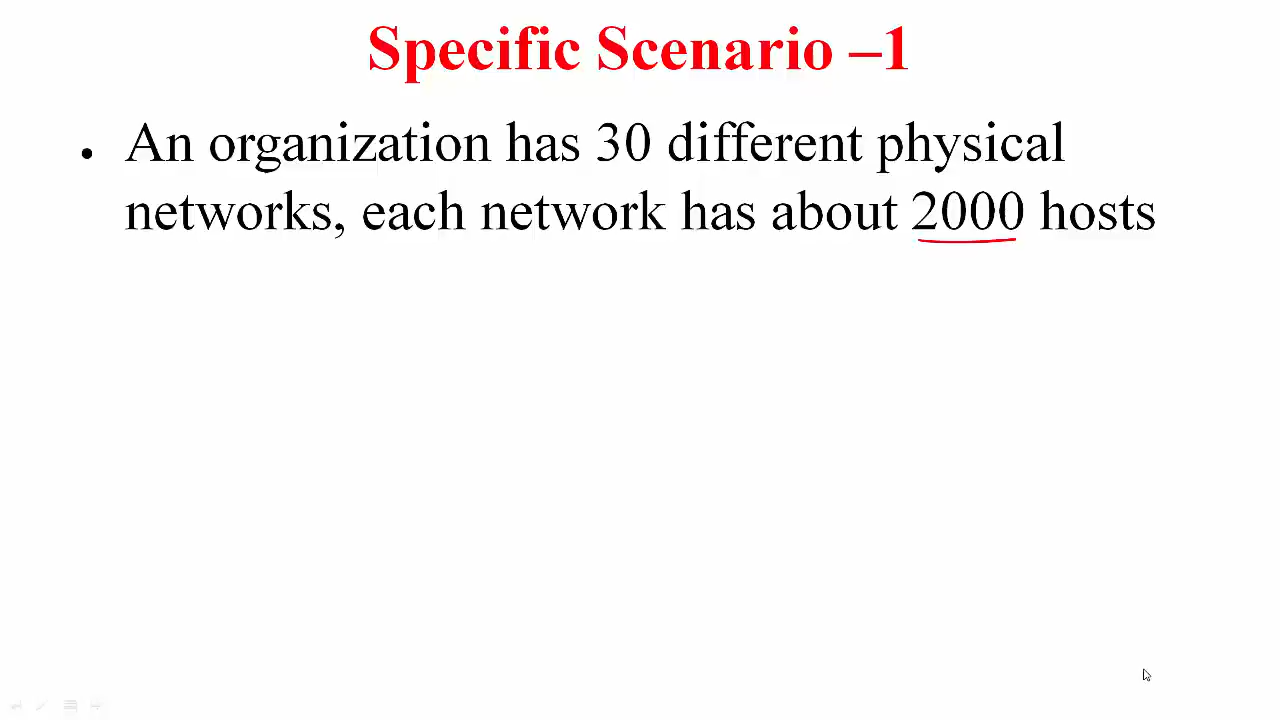 Specific Scenario –1
• An organization has 30 different physical
networks, each network has about 2000 hosts